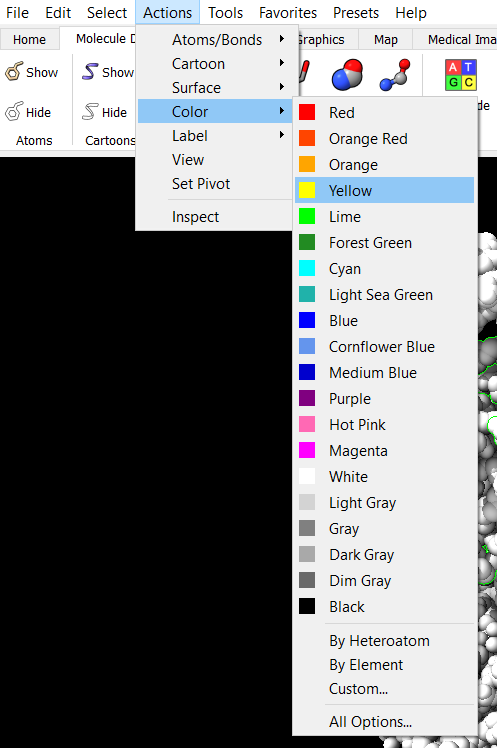 File Edit Select Actions Tools Favorites Presets Help
Home Molecule D Graphics Map Medical Ima
Show Show
Hide Hide
Atoms Cartoons
A T
G C
de
Atoms/Bonds
Cartoon
Surface
Color
Label
View
Set Pivot
Inspect
Red
Orange Red
Orange
Yellow
Lime
Forest Green
Cyan
Light Sea Green
Blue
Cornflower Blue
Medium Blue
Purple
Hot Pink
Magenta
White
Light Gray
Gray
Dark Gray
Dim Gray
Black
By Heteroatom
By Element
Custom...
All Options...